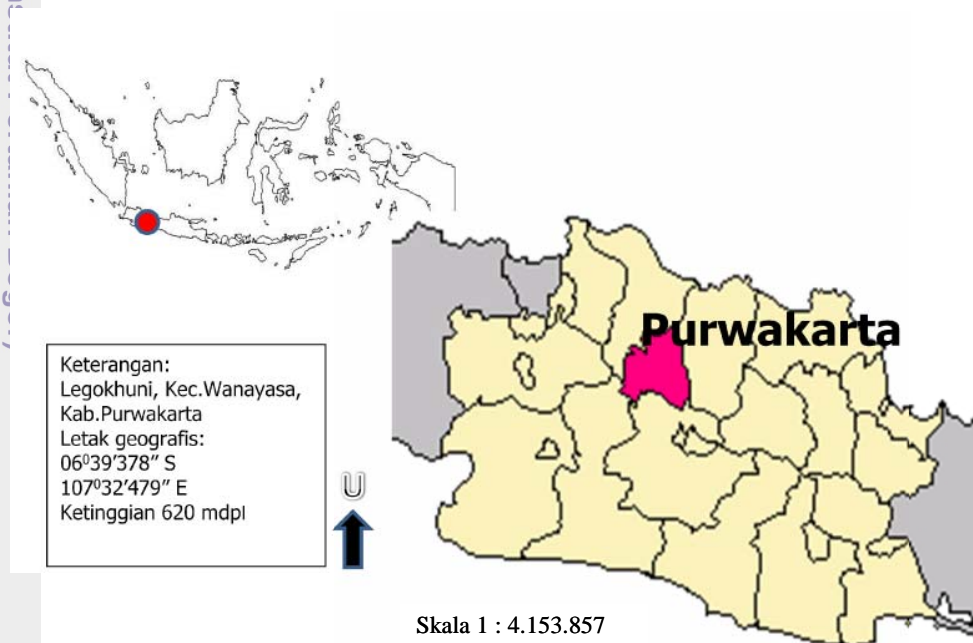 Purwakarta
Keterangan:
Legokhuni, Kec.Wanayasa,
Kab.Purwakarta
Letak geografis:
06⁰39'378" S
107⁰32'479" E
Ketinggian 620 mdpl
U
Skala 1 : 4.153.857